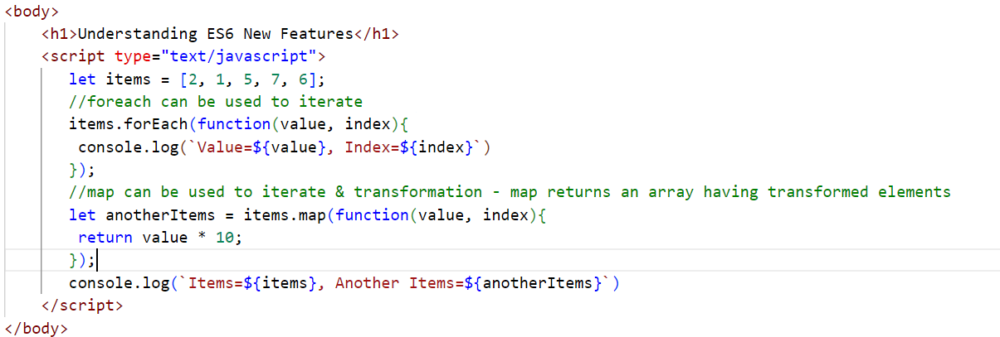 <body>
<h1>Understanding ES6 New Features</h1>
<script type="text/javascript">
let items = [2, 1, 5, 7, 6];
//foreach can be used to iterate
items.forEach(function(value, index){
console.log(`Value=${value}, Index=${index}`)
});
//map can be used to iterate & transformation - map returns an array having transformed elements
let anotherItems = items.map(function(value, index){
return value * 10;
});
console.log(`Items=${items}, Another Items=${anotherItems}`)
</script>
</body>